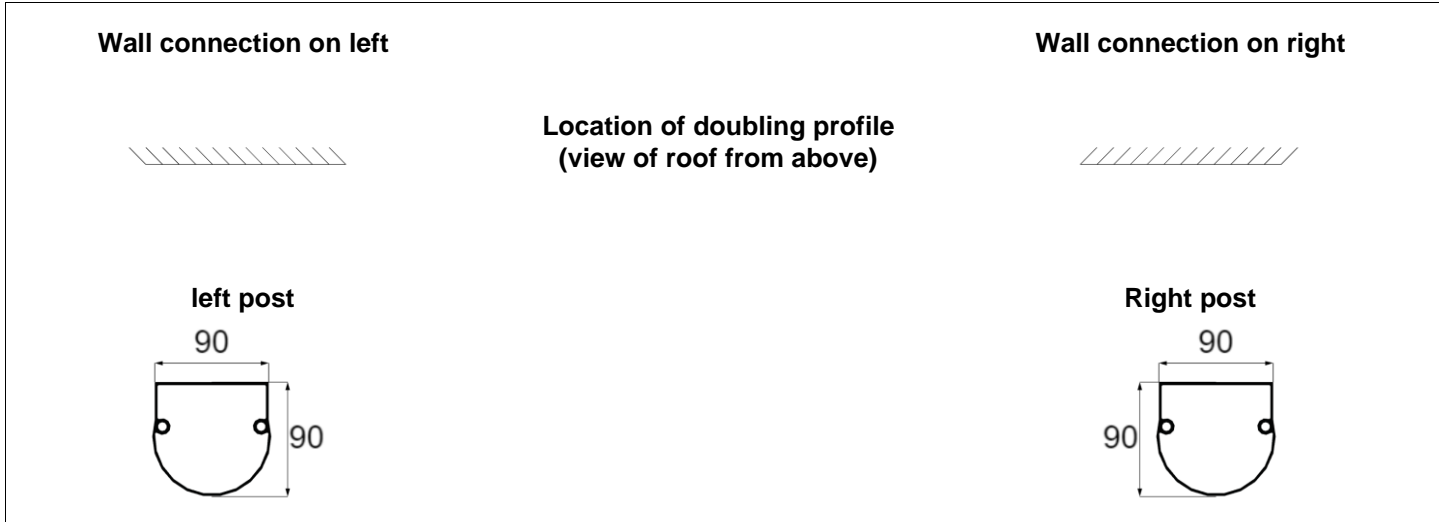 Wall connection on left
Wall connection on right
Location of doubling profile
(view of roof from above)
left post
Right post
90
90
90
90